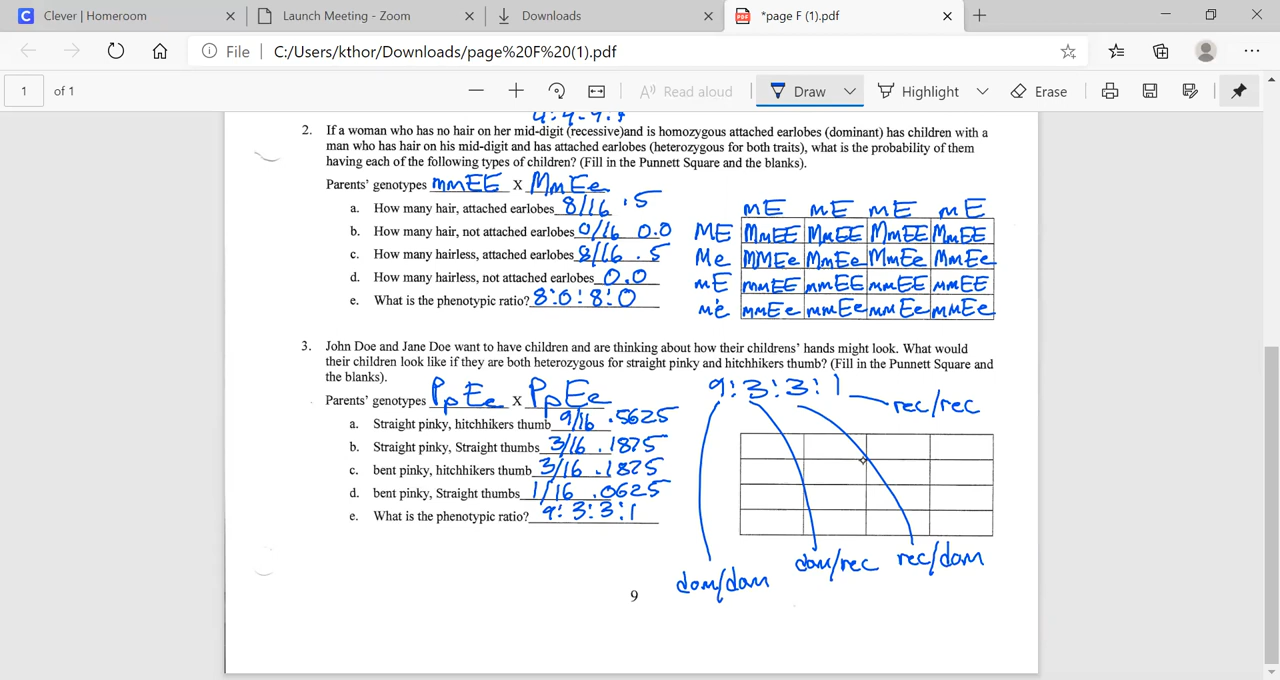 Clever | Homeroom
Launch Meeting - Zoom
Downloads
*page F (1).pdf
File C:/Users/kthor/Downloads/page%20F%20(1).pdf
1 of 1
Read aloud
Draw
Highlight
Erase
2. If a woman who has no hair on her mid-digit (recessive)and is homozygous attached earlobes (dominant) has children with a
man who has hair on his mid-digit and has attached earlobes (heterozygous for both traits), what is the probability of them
having each of the following types of children? (Fill in the Punnett Square and the blanks).
Parents' genotypes mmEE X MmEe
a. How many hair, attached earlobes 8/16 .5
b. How many hair, not attached earlobes 0/16 0.0
c. How many hairless, attached earlobes 8/16 .5
d. How many hairless, not attached earlobes 0.0
e. What is the phenotypic ratio? 8:0:8:0
mE mE mE mE
ME MmEE MmEE MmEE MmEE
Me MMEe MmEe MmEe MmEe
mE mmEE mmEE mmEE mmEE
me mmEe mmEe mmEe mmEe
3. John Doe and Jane Doe want to have children and are thinking about how their childrens' hands might look. What would
their children look like if they are both heterozygous for straight pinky and hitchhikers thumb? (Fill in the Punnett Square and
the blanks).
Parents' genotypes PpEe X PpEe
a. Straight pinky, hitchhikers thumb 9/16 .5625
b. Straight pinky, Straight thumbs 3/16 .1875
c. bent pinky, hitchhikers thumb 3/16 .1875
d. bent pinky, Straight thumbs 1/16 .0625
e. What is the phenotypic ratio? 9:3:3:1
9:3:3:1
rec/rec
dom/dom
dom/rec
rec/dom
9